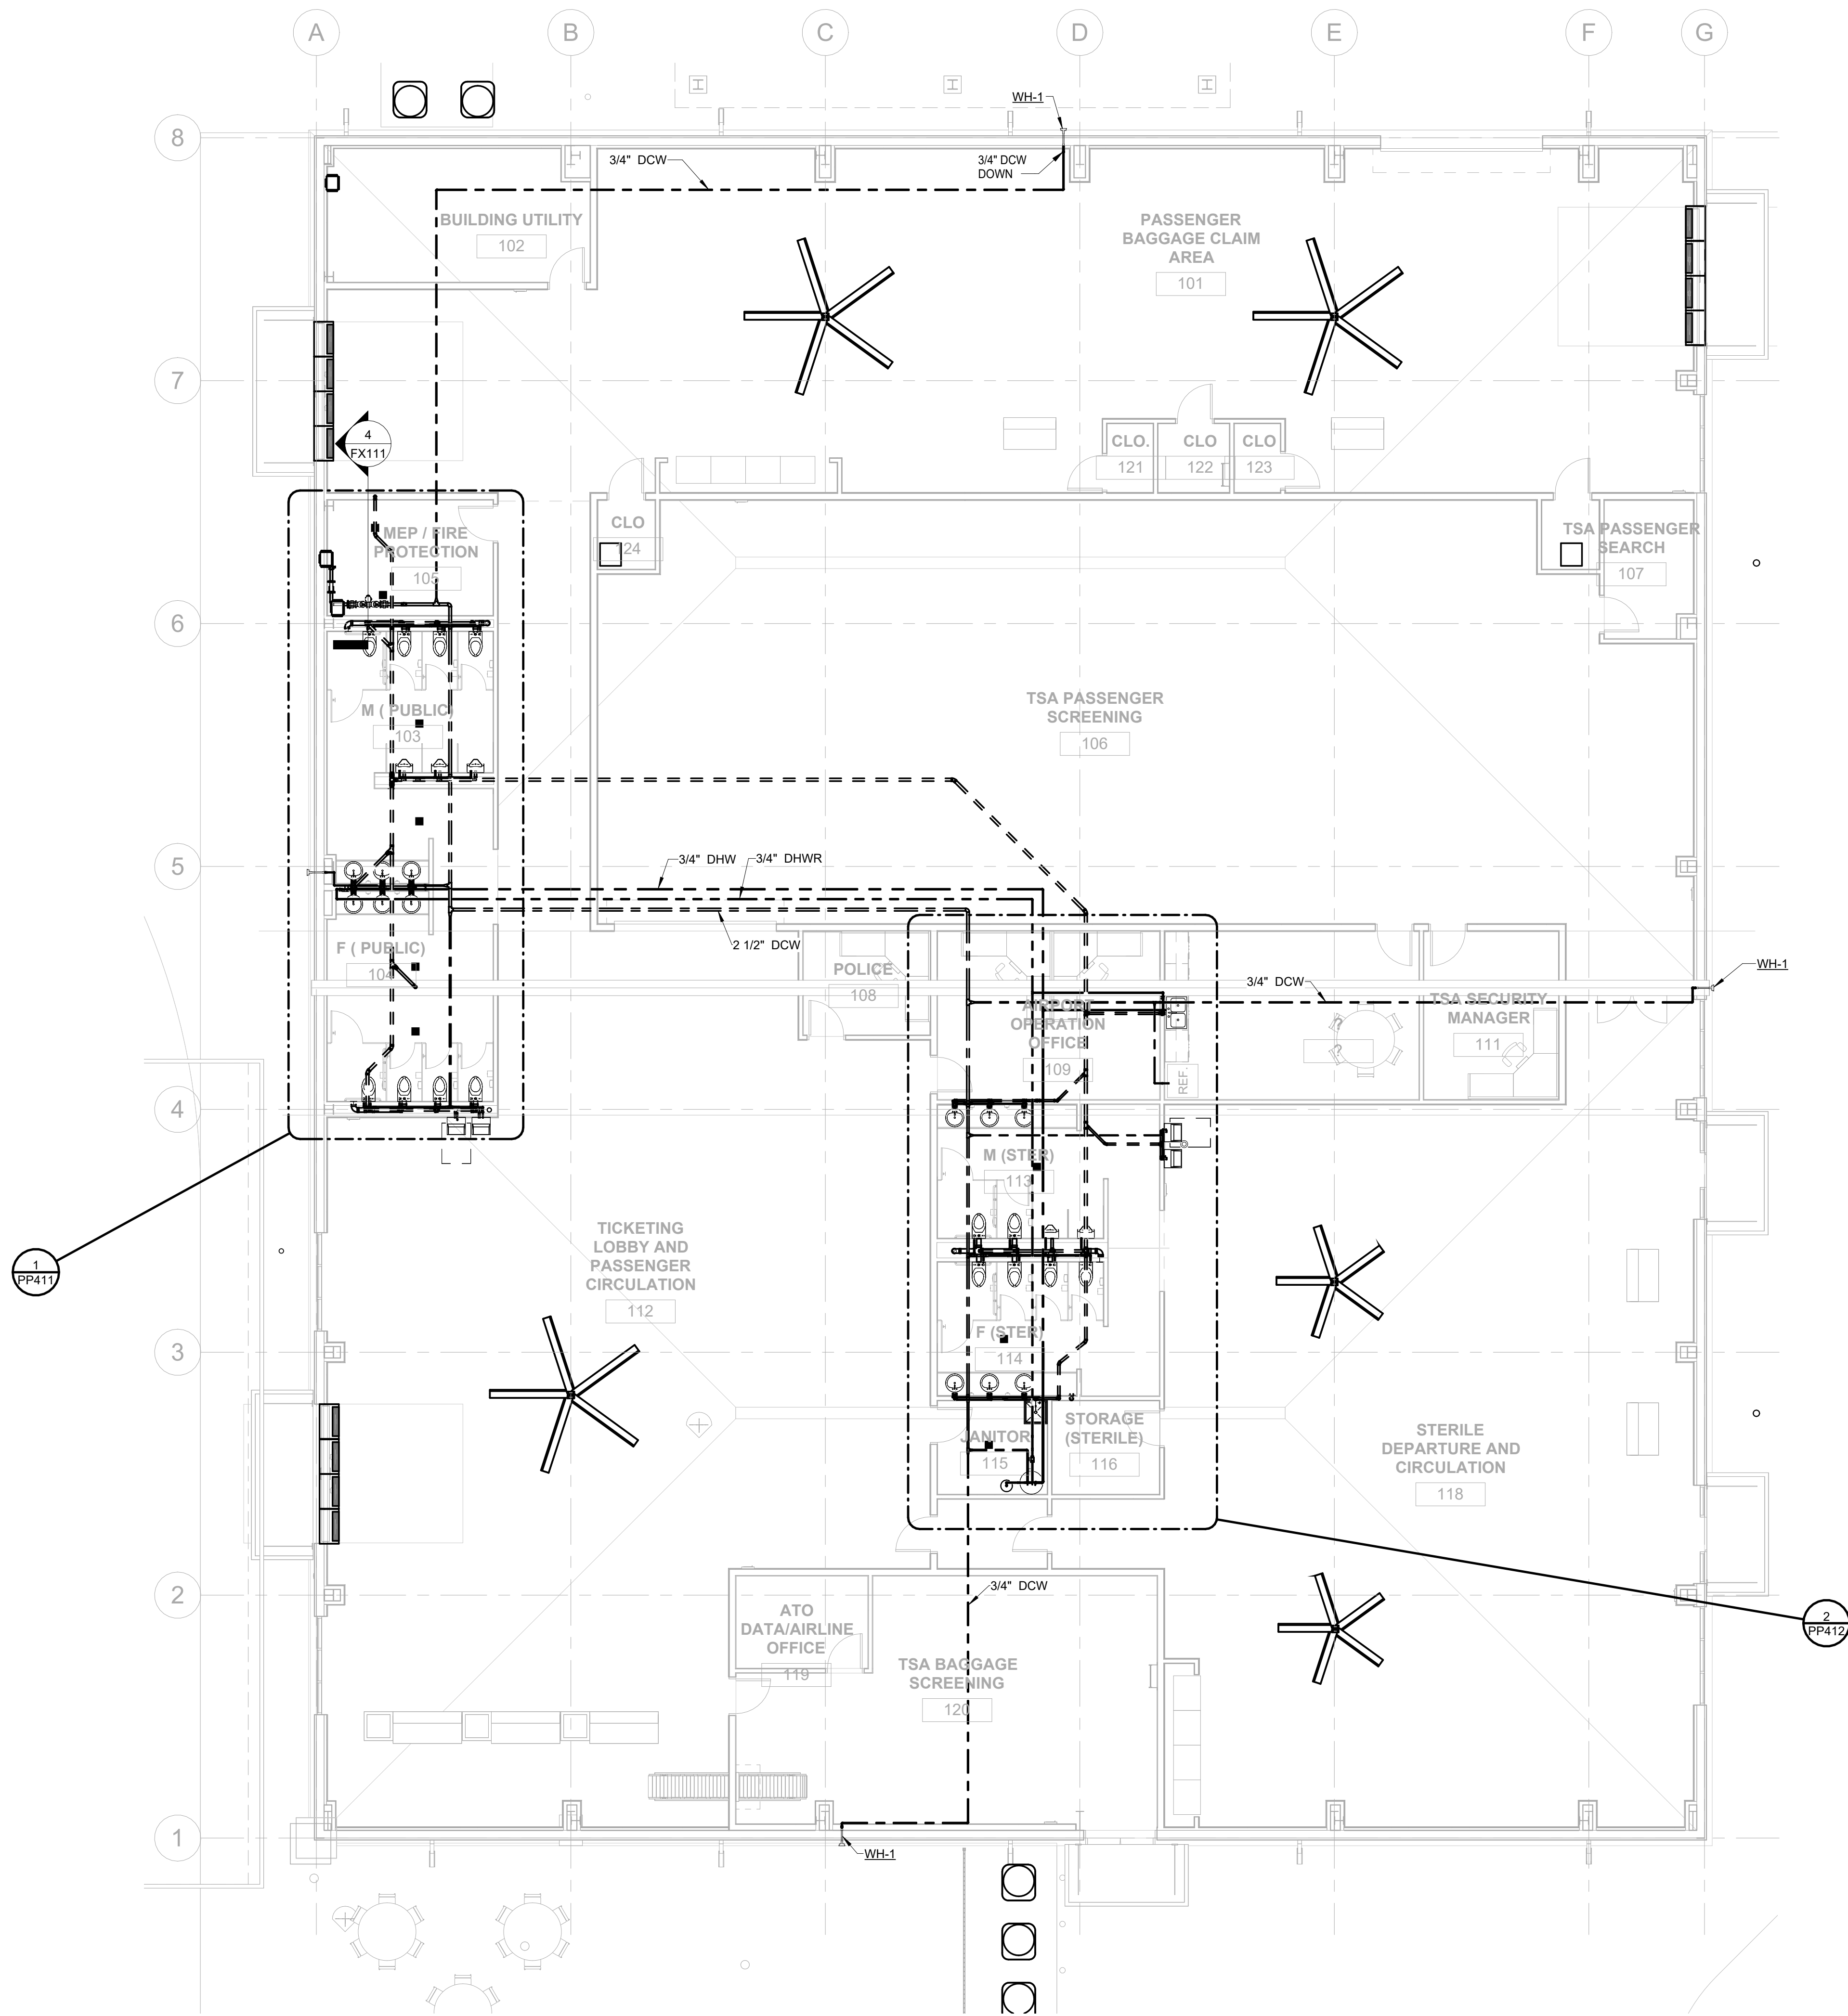 A
B
C
D
E
F
G
8
7
6
5
4
3
2
1
WH-1
3/4" DCW
3/4" DCW
DOWN
BUILDING UTILITY
102
PASSENGER
BAGGAGE CLAIM
AREA
101
4
FX111
CLO.
121
CLO
122
CLO
123
MEP / FIRE
PROTECTION
105
CLO
124
TSA PASSENGER
SEARCH
107
M ( PUBLIC)
103
TSA PASSENGER
SCREENING
106
3/4" DHW
3/4" DHWR
2 1/2" DCW
F ( PUBLIC)
104
POLICE
108
AIRPORT
OPERATION
OFFICE
109
3/4" DCW
WH-1
?
?
TSA SECURITY
MANAGER
111
REF.
M (STER)
113
1
PP411
TICKETING
LOBBY AND
PASSENGER
CIRCULATION
112
F (STER)
114
JANITOR
115
STORAGE
(STERILE)
116
STERILE
DEPARTURE AND
CIRCULATION
118
3/4" DCW
2
PP412
ATO
DATA/AIRLINE
OFFICE
119
TSA BAGGAGE
SCREENING
120
WH-1